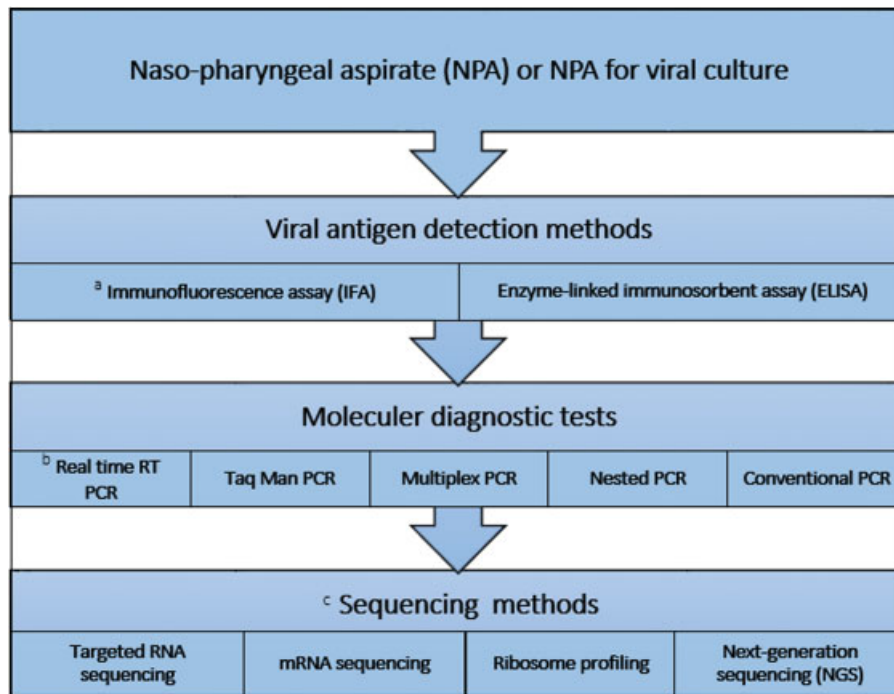 Naso-pharyngeal aspirate (NPA) or NPA for viral culture
Viral antigen detection methods
a Immunofluorescence assay (IFA)
Enzyme-linked immunosorbent assay (ELISA)
Moleculer diagnostic tests
b Real time RT
PCR
Taq Man PCR
Multiplex PCR
Nested PCR
Conventional PCR
c Sequencing methods
Targeted RNA
sequencing
mRNA sequencing
Ribosome profiling
Next-generation
sequencing (NGS)